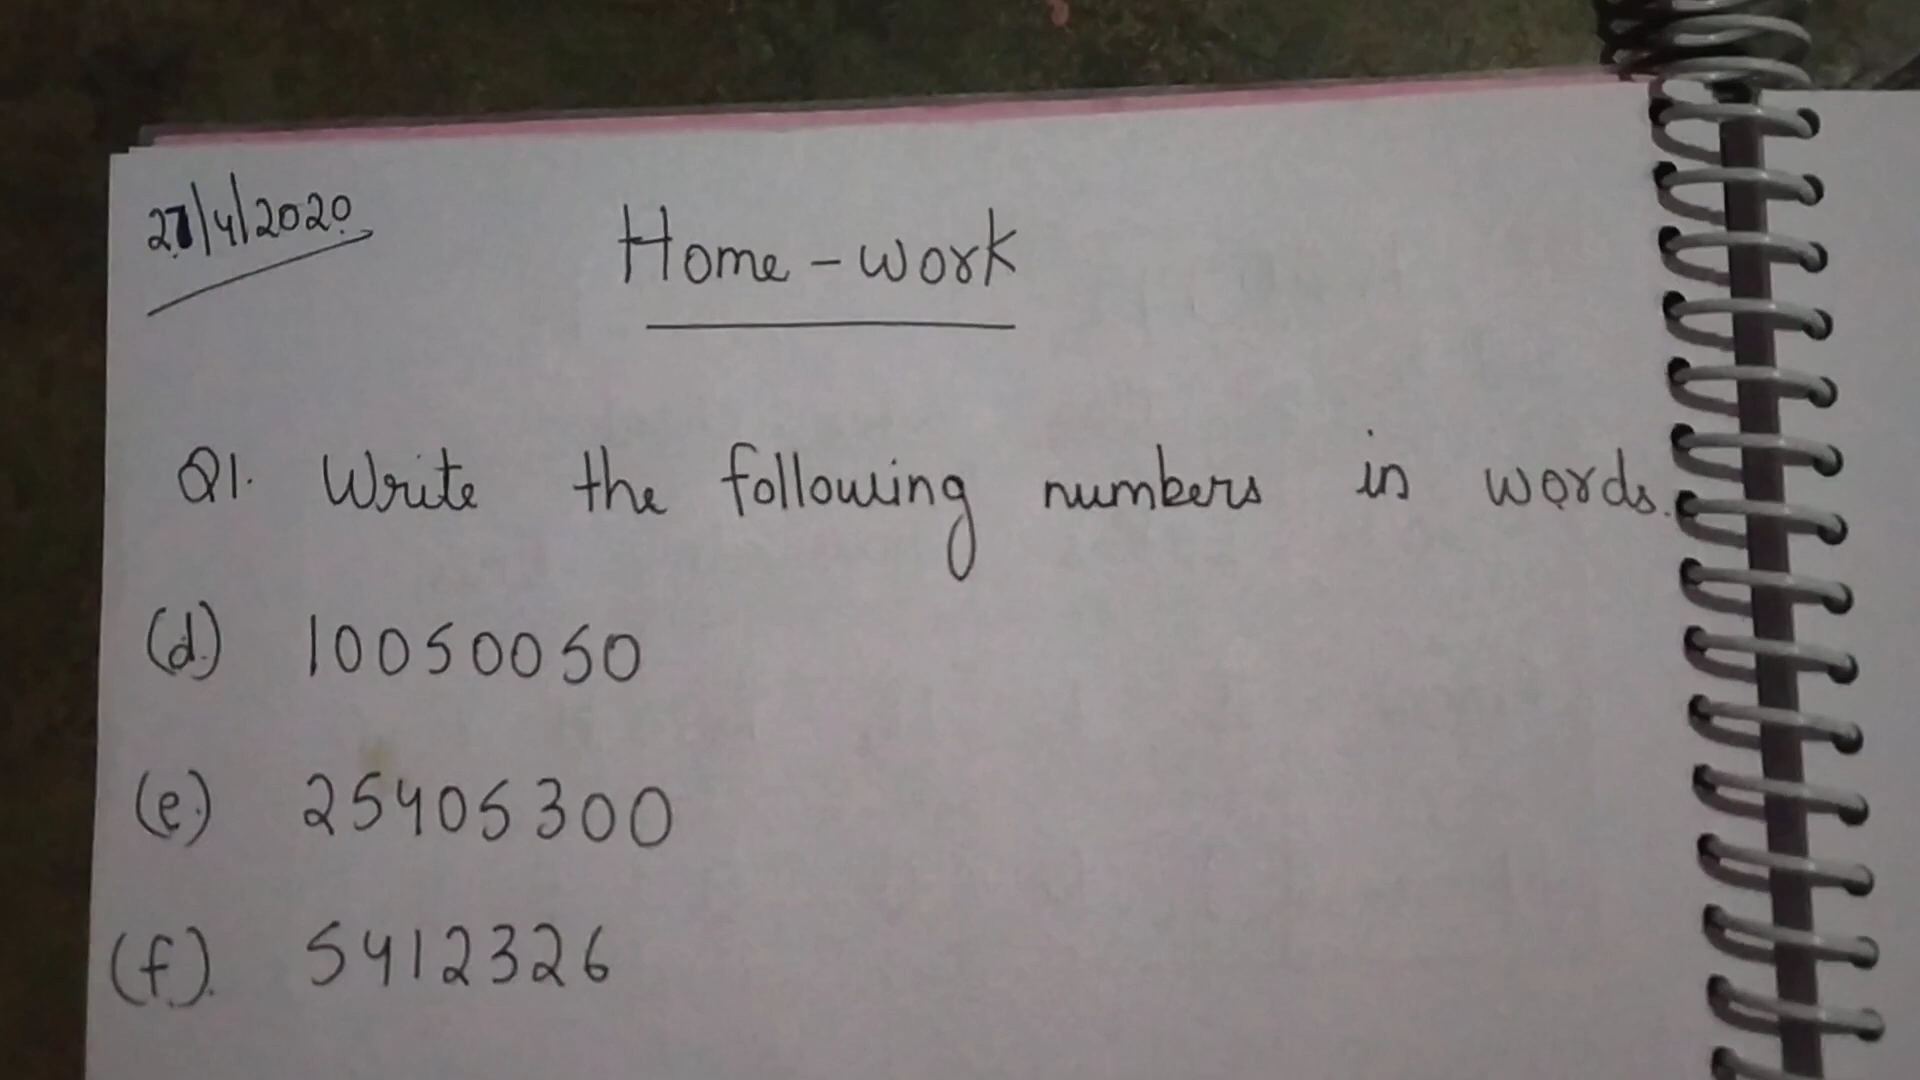 27/4/2020
Home-work
Q1. Write the following numbers in words.
(d) 10050050
(e) 25405300
(f) 5412326